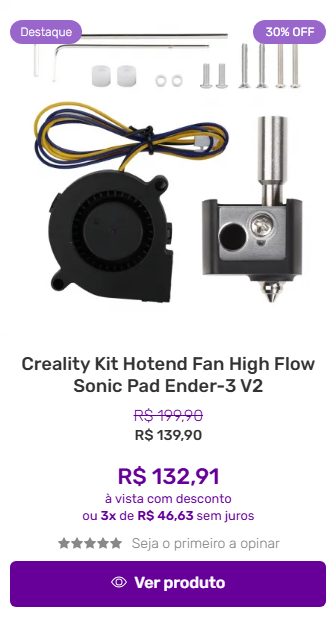 Destaque
30% OFF
Creality Kit Hotend Fan High Flow
Sonic Pad Ender-3 V2
R$ 199,90
R$ 139,90
R$ 132,91
à vista com desconto
ou 3x de R$ 46,63 sem juros
Seja o primeiro a opinar
Ver produto